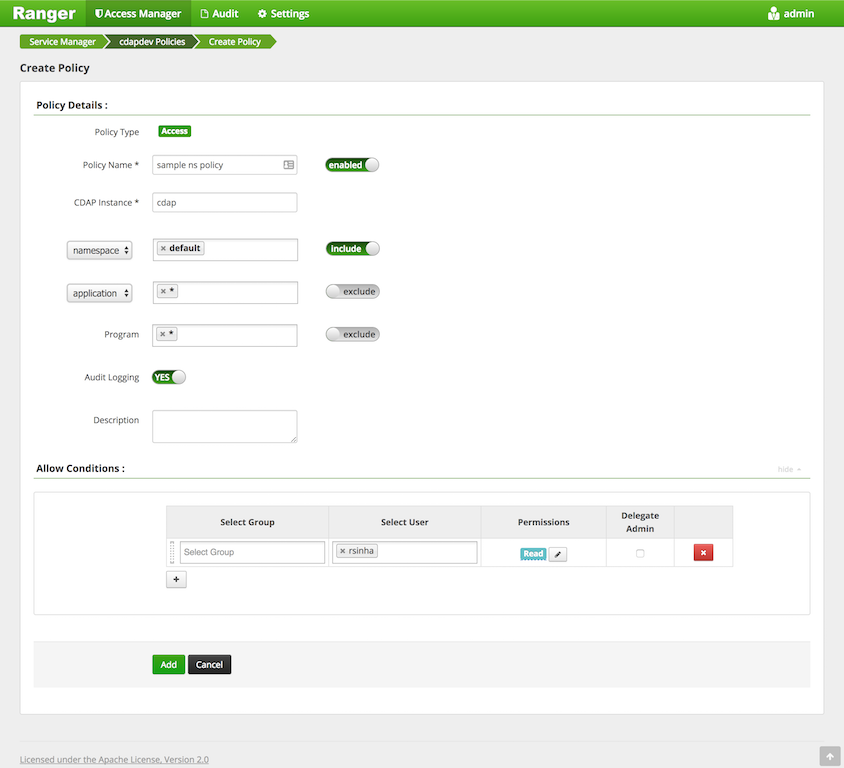 Ranger Access Manager Audit Settings admin
Service Manager cdapdev Policies Create Policy
Create Policy
Policy Details :
Policy Type Access
Policy Name * sample ns policy enabled
CDAP Instance * cdap
namespace × default include
application × * exclude
Program × * exclude
Audit Logging YES
Description
Allow Conditions : hide
Select Group Select User Permissions Delegate Admin
Select Group × rsinha Read ×
+
Add Cancel
Licensed under the Apache License, Version 2.0